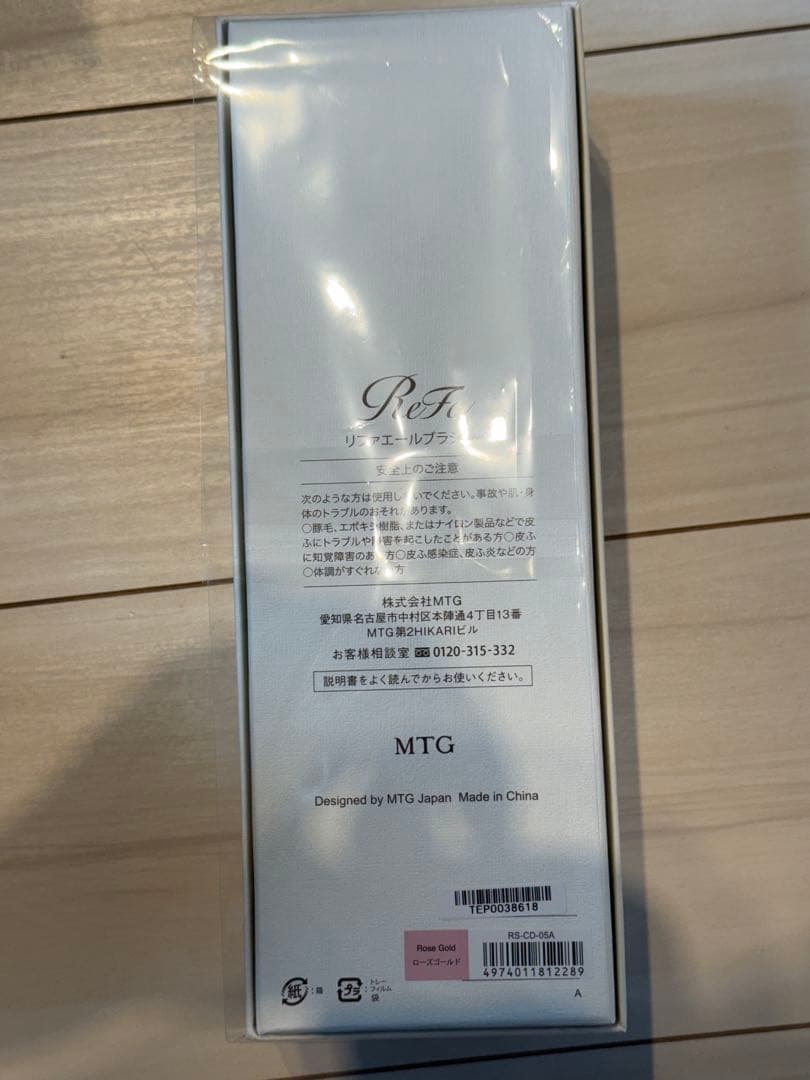 ReFa
リファエールブラシ
安全上のご注意
次のような方は使用しないでください。事故や肌・身
体のトラブルのおそれがあります。
○豚毛、エポキシ樹脂、またはナイロン製品などで皮
ふにトラブルや障害を起こしたことがある方○皮ふ
に知覚障害のある方○皮ふ感染症、皮ふ炎などの方
○体調がすぐれない方
株式会社MTG
愛知県名古屋市中村区本陣通4丁目13番
MTG第2HIKARIビル
お客様相談室 0120-315-332
説明書をよく読んでからお使いください。
MTG
Designed by MTG Japan Made in China
TEP0038618
RS-CD-05A
Rose Gold
ローズゴールド
4974011812289
紙:箱
プラ:トレー
フィルム
袋
A